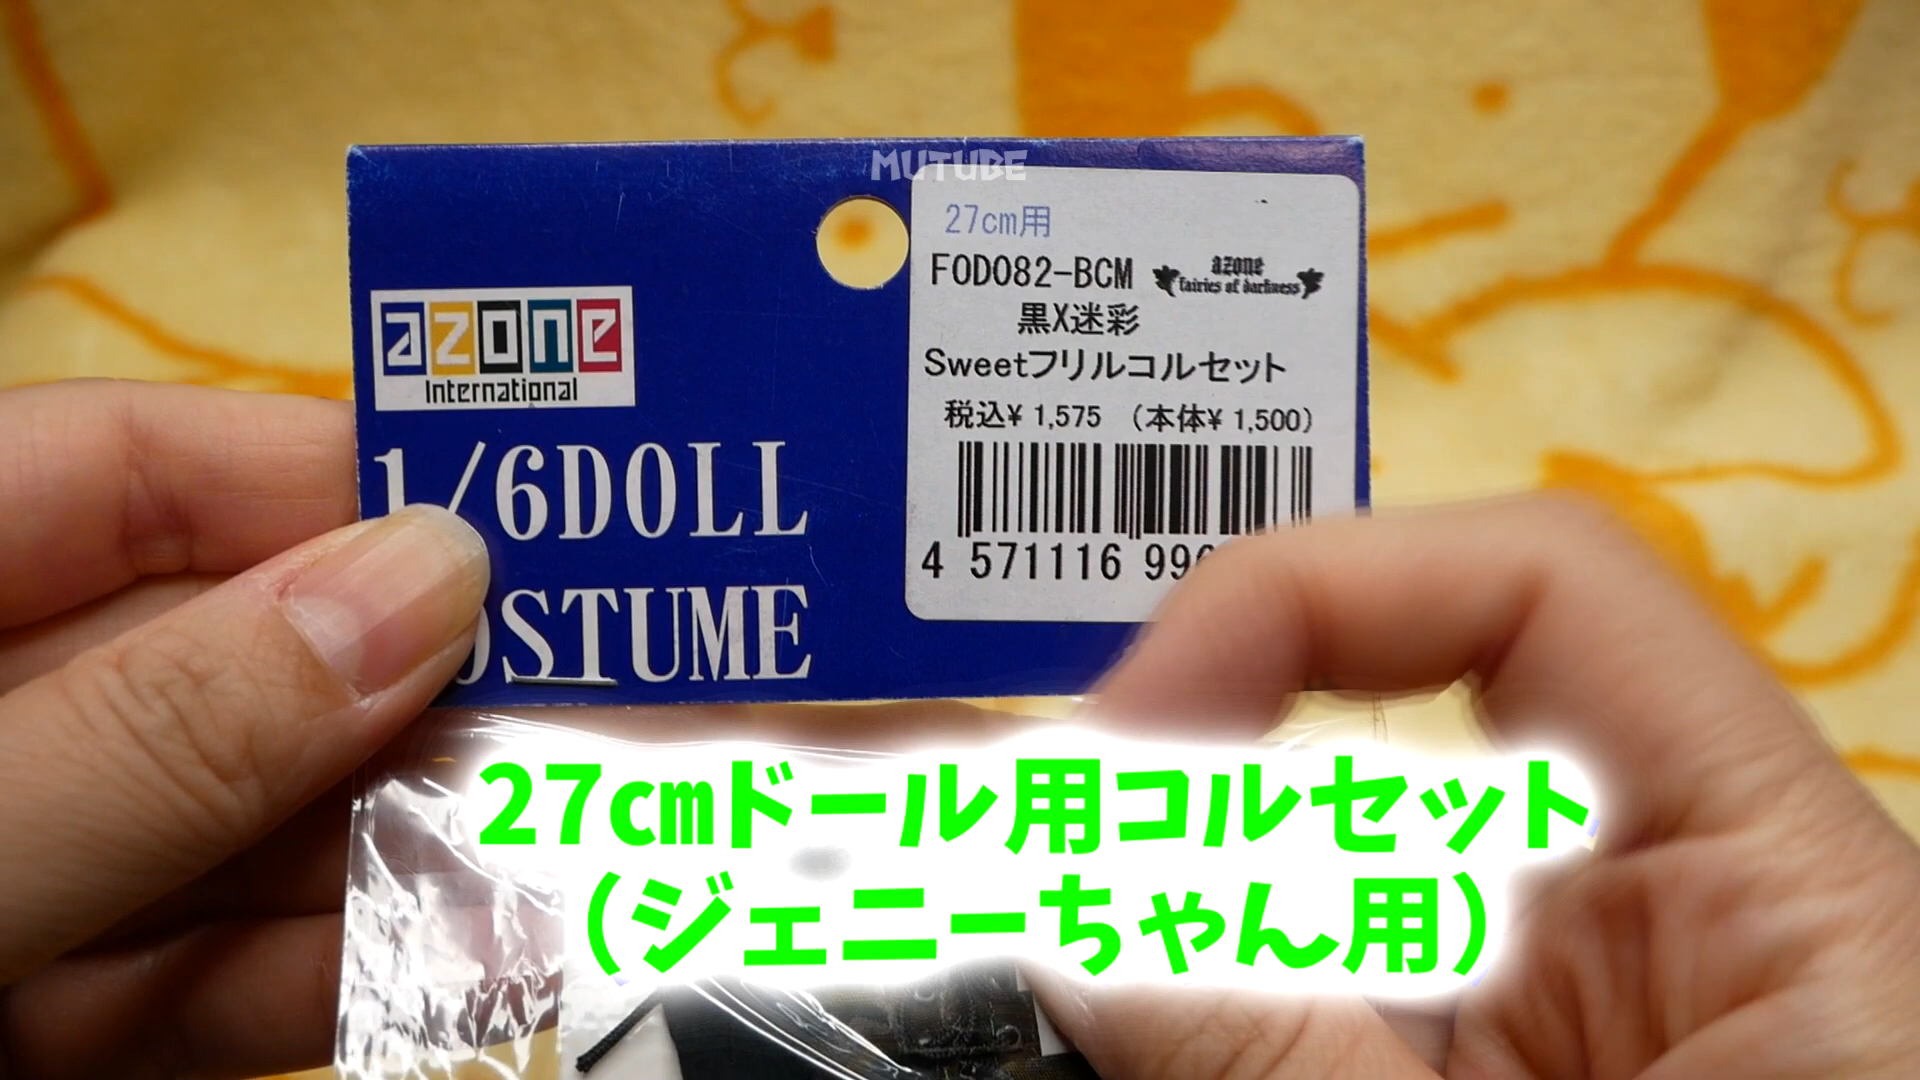 MUTUBE
27cm用
FOD082-BCM
azone
fairies of darkness
黒X迷彩
Sweetフリルコルセット
税込¥ 1,575 (本体¥ 1,500)
4 571116 99
azone
International
1/6DOLL
OSTUME
27㎝ドール用コルセット
(ジェニーちゃん用)